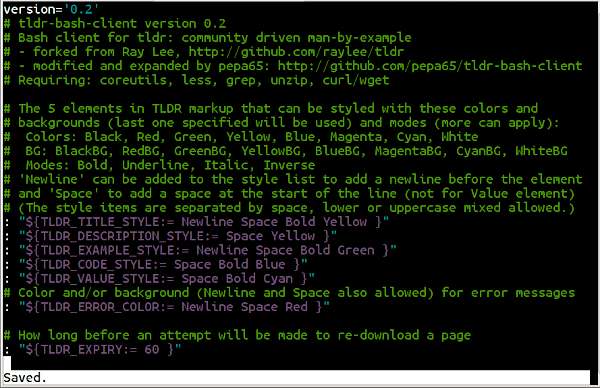 version='0.2'
# tldr-bash-client version 0.2
# Bash client for tldr: community driven man-by-example
# - forked from Ray Lee, http://github.com/raylee/tldr
# - modified and expanded by pepa65: http://github.com/pepa65/tldr-bash-client
# Requiring: coreutils, less, grep, unzip, curl/wget
# The 5 elements in TLDR markup that can be styled with these colors and
# backgrounds (last one specified will be used) and modes (more can apply):
#  Colors: Black, Red, Green, Yellow, Blue, Magenta, Cyan, White
#  BG: BlackBG, RedBG, GreenBG, YellowBG, BlueBG, MagentaBG, CyanBG, WhiteBG
#  Modes: Bold, Underline, Italic, Inverse
# 'Newline' can be added to the style list to add a newline before the element
# and 'Space' to add a space at the start of the line (not for Value element)
# (The style items are separated by space, lower or uppercase mixed allowed.)
: "${TLDR_TITLE_STYLE:= Newline Space Bold Yellow }"
: "${TLDR_DESCRIPTION_STYLE:= Space Yellow }"
: "${TLDR_EXAMPLE_STYLE:= Newline Space Bold Green }"
: "${TLDR_CODE_STYLE:= Space Bold Blue }"
: "${TLDR_VALUE_STYLE:= Space Bold Cyan }"
# Color and/or background (Newline and Space also allowed) for error messages
: "${TLDR_ERROR_COLOR:= Newline Space Red }"
# How long before an attempt will be made to re-download a page
: "${TLDR_EXPIRY:= 60 }"
Saved.